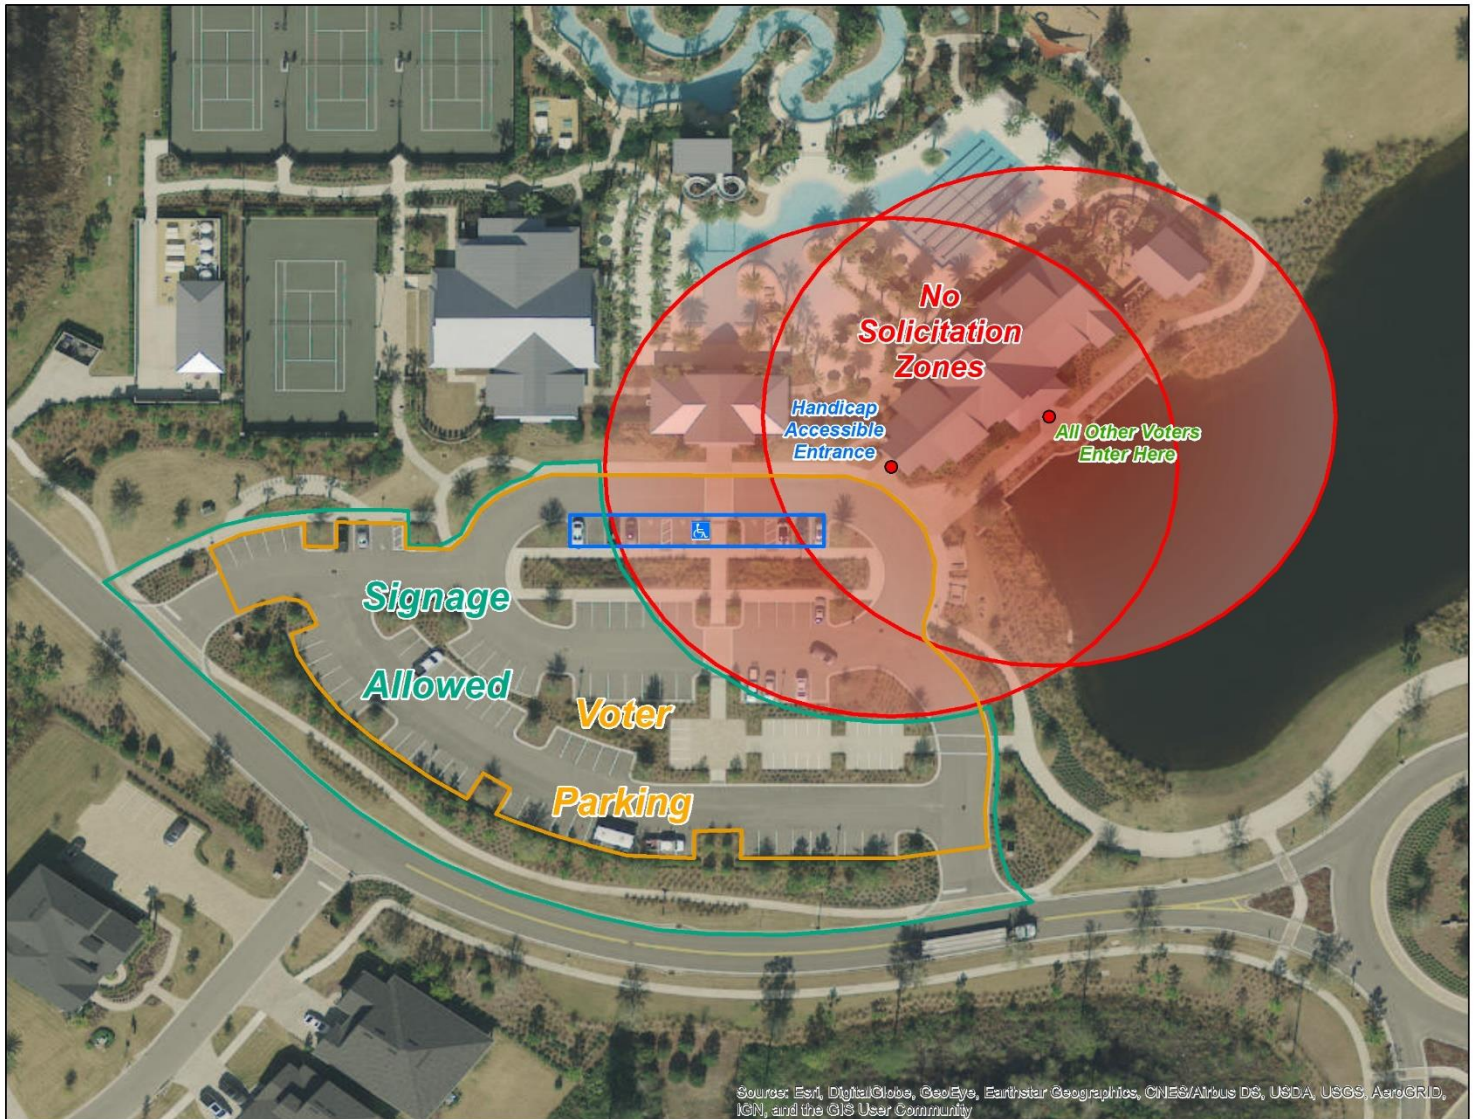 No
Solicitation
Zones
Handicap
Accessible
Entrance
All Other Voters
Enter Here
Signage
Allowed
Voter
Parking
Source: Esri, DigitalGlobe, GeoEye, Earthstar Geographics, CNES/Airbus DS, USDA, USGS, AeroGRID,
IGN, and the GIS User Community